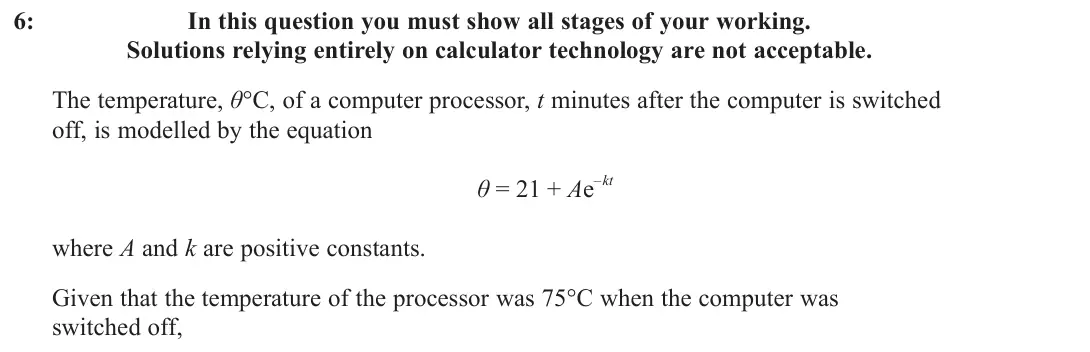 6:
In this question you must show all stages of your working.
Solutions relying entirely on calculator technology are not acceptable.
The temperature, θ°C, of a computer processor, t minutes after the computer is switched
off, is modelled by the equation
θ = 21 + Ae^{–kt}
where A and k are positive constants.
Given that the temperature of the processor was 75°C when the computer was
switched off,